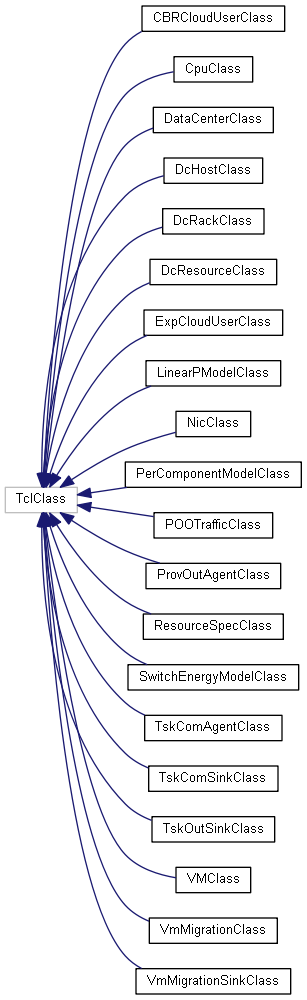 CBRCloudUserClass
CpuClass
DataCenterClass
DcHostClass
DcRackClass
DcResourceClass
ExpCloudUserClass
LinearPModelClass
NicClass
PerComponentModelClass
TclClass
POOTrafficClass
ProvOutAgentClass
ResourceSpecClass
SwitchEnergyModelClass
TskComAgentClass
TskComSinkClass
TskOutSinkClass
VMClass
VmMigrationClass
VmMigrationSinkClass